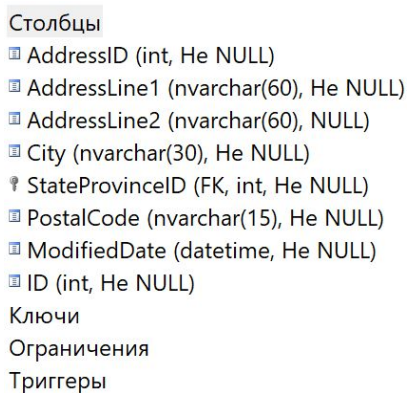 Столбцы
AddressID (int, Не NULL)
AddressLine1 (nvarchar(60), Не NULL)
AddressLine2 (nvarchar(60), NULL)
City (nvarchar(30), Не NULL)
StateProvinceID (FK, int, Не NULL)
PostalCode (nvarchar(15), Не NULL)
ModifiedDate (datetime, Не NULL)
ID (int, Не NULL)
Ключи
Ограничения
Триггеры